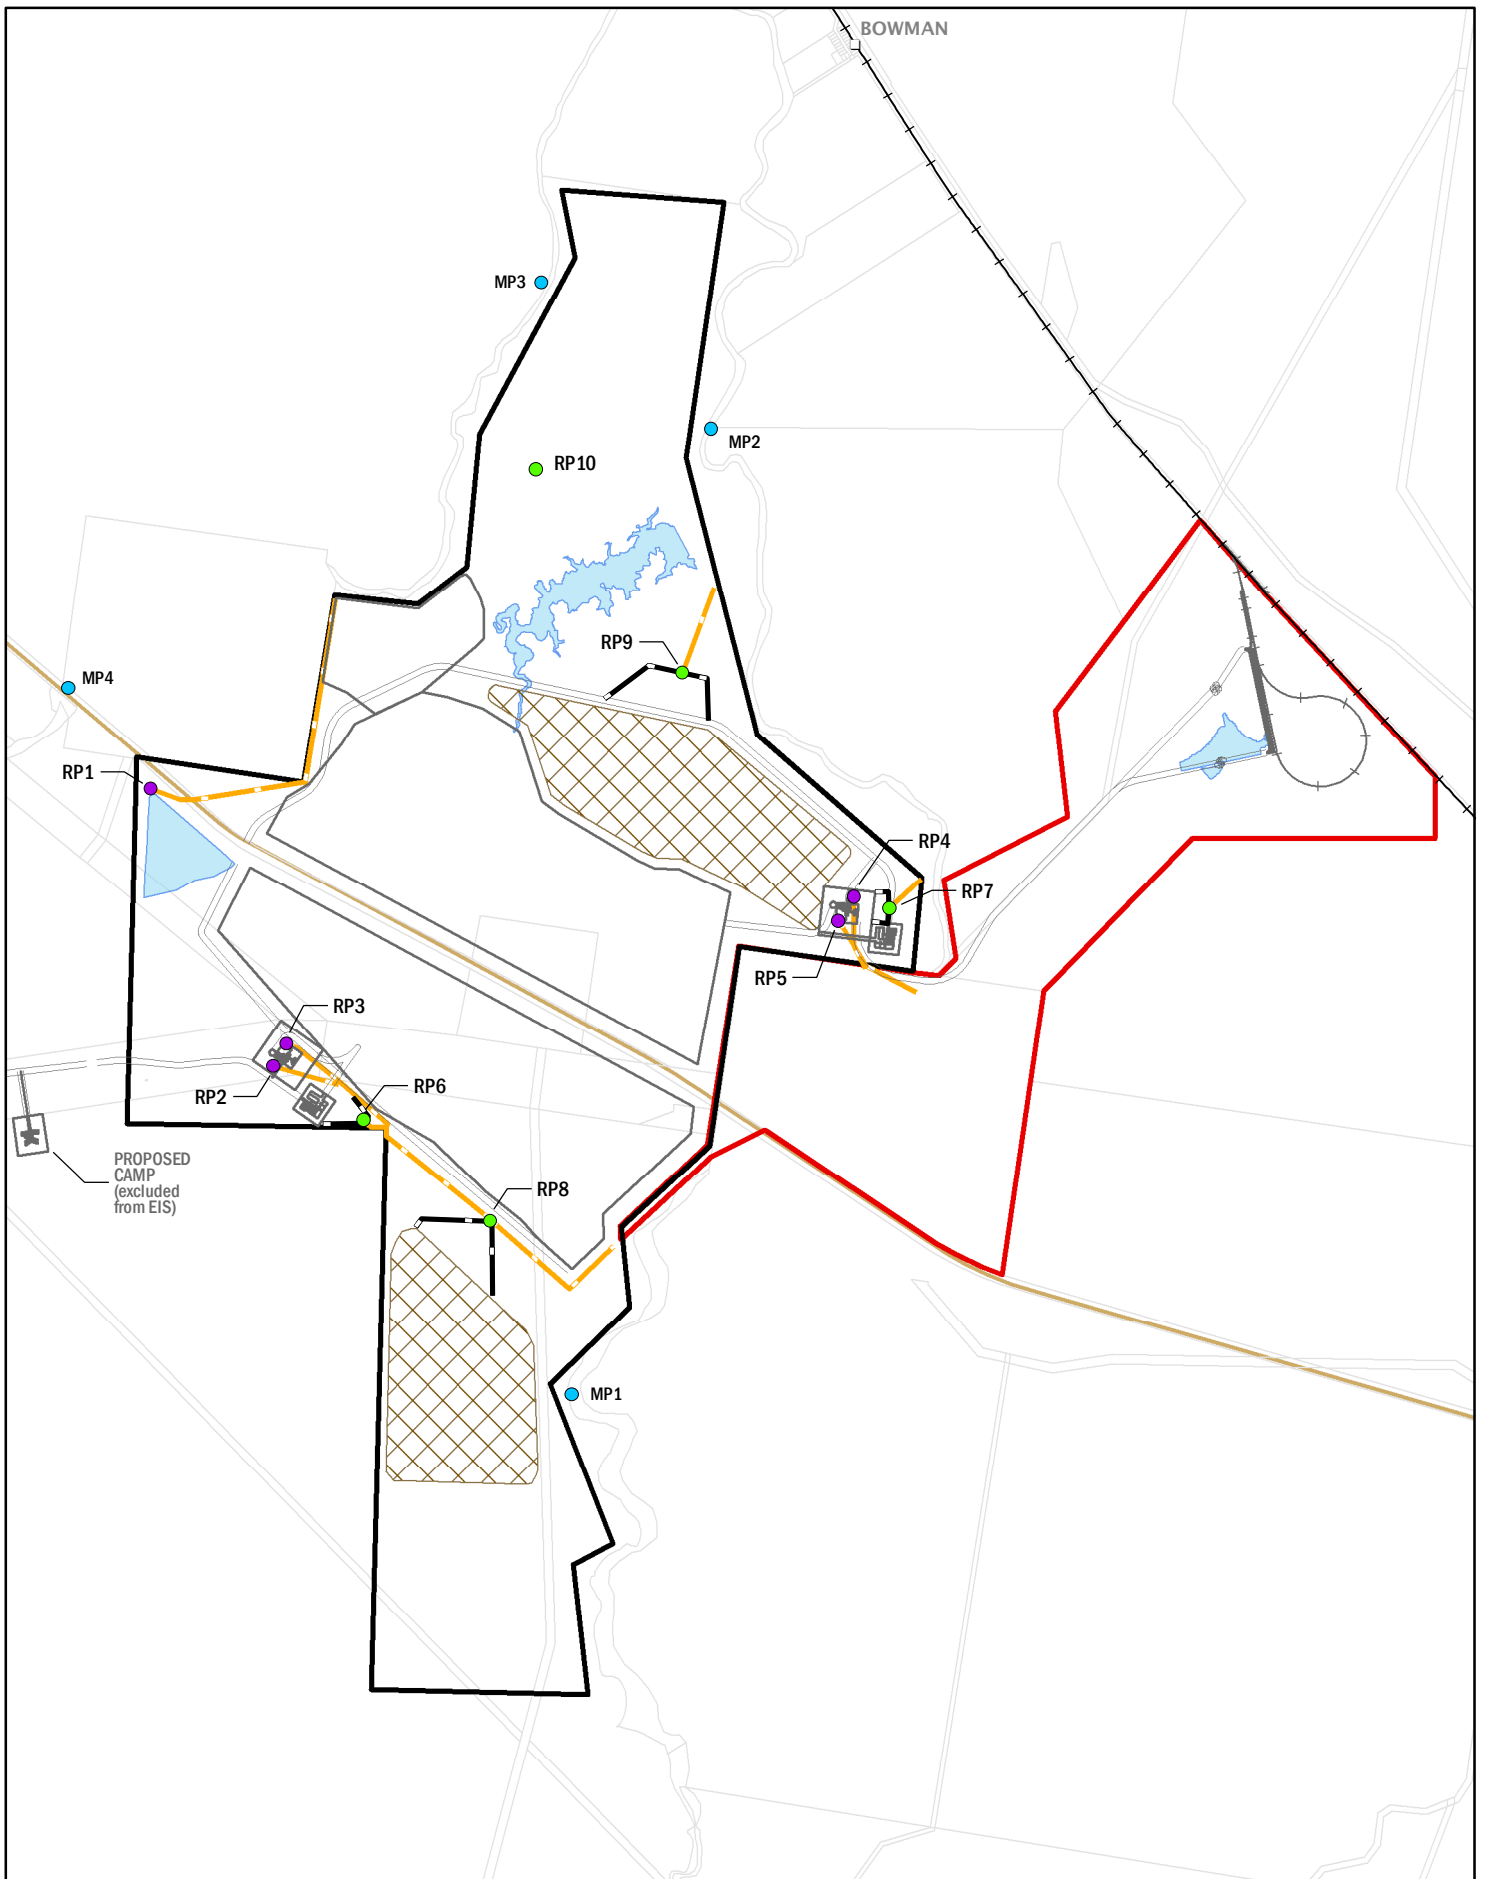 BOWMAN
MP3
MP2
RP10
RP9
MP4
RP1
RP4
RP7
RP5
RP3
RP2
RP6
PROPOSED
CAMP
(excluded
from EIS)
RP8
MP1